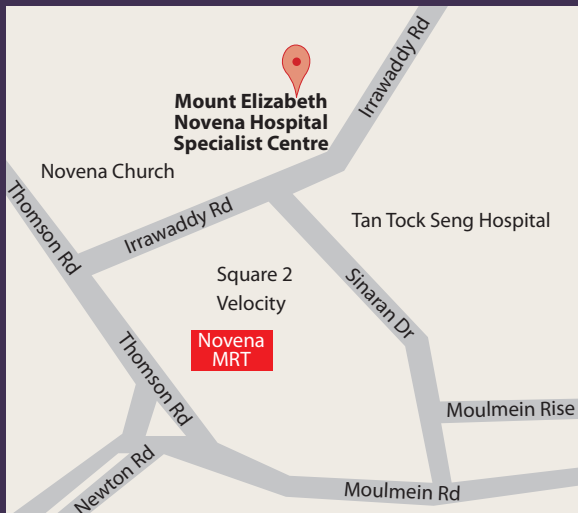 Irrawaddy Rd
Mount Elizabeth
Novena Hospital
Specialist Centre
Novena Church
Thomson Rd
Irrawaddy Rd
Tan Tock Seng Hospital
Square 2
Velocity
Sinaran Dr
Novena
MRT
Thomson Rd
Moulmein Rise
Newton Rd
Moulmein Rd